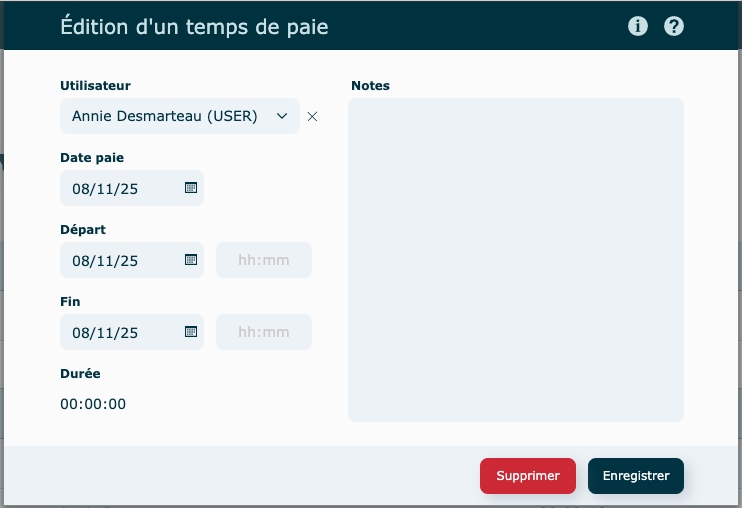 Édition d'un temps de paie
Utilisateur
Annie Desmarteau (USER)
Date paie
08/11/25
Départ
08/11/25 hh:mm
Fin
08/11/25 hh:mm
Durée
00:00:00
Notes
Supprimer
Enregistrer